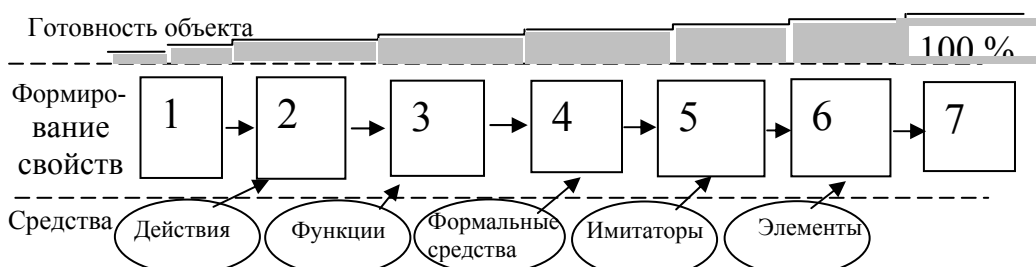 Готовность объекта
100 %
Формиро-
вание
свойств
1 2 3 4 5 6 7
Средства
Действия
Функции
Формальные
средства
Имитаторы
Элементы